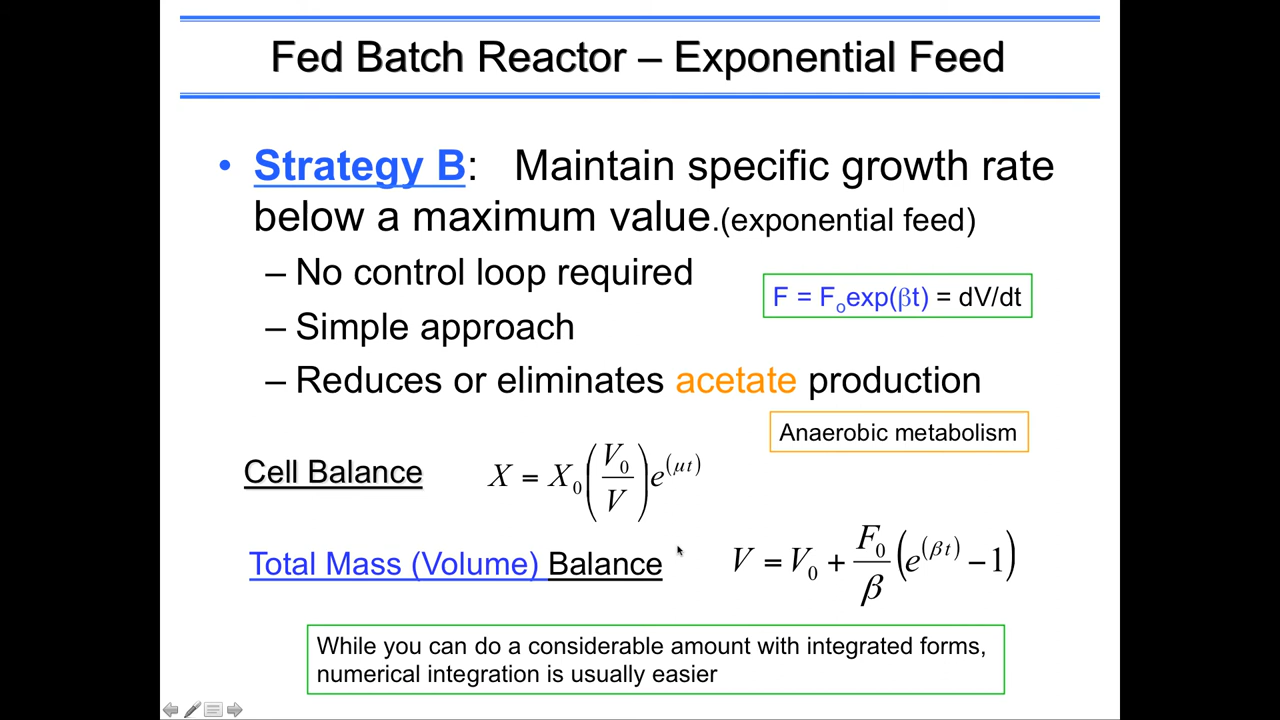 Fed Batch Reactor – Exponential Feed
• Strategy B: Maintain specific growth rate
below a maximum value.(exponential feed)
– No control loop required
F = Foexp(βt) = dV/dt
– Simple approach
– Reduces or eliminates acetate production
Anaerobic metabolism
Cell Balance X = X₀(V₀/V)e^(μt)
Total Mass (Volume) Balance V = V₀ + F₀/β (e^(βt) − 1)
While you can do a considerable amount with integrated forms,
numerical integration is usually easier